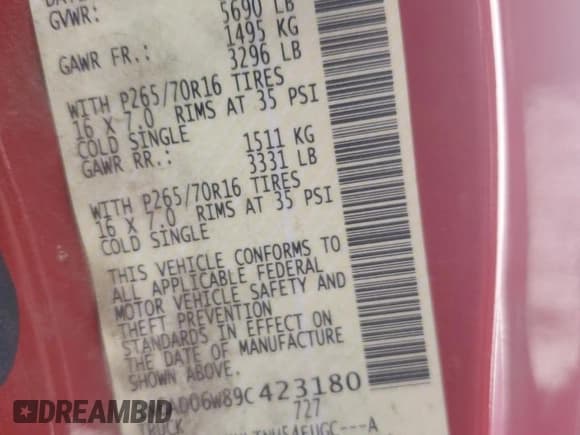 GVWR: 5690 LB
1495 KG
GAWR FR.: 3296 LB
WITH P265/70R16 TIRES
16 X 7.0 RIMS AT 35 PSI
COLD SINGLE 1511 KG
GAWR RR.: 3331 LB
WITH P265/70R16 TIRES
16 X 7.0 RIMS AT 35 PSI
COLD SINGLE
THIS VEHICLE CONFORMS TO
ALL APPLICABLE FEDERAL
MOTOR VEHICLE SAFETY AND
THEFT PREVENTION
STANDARDS IN EFFECT ON
THE DATE OF MANUFACTURE
SHOWN ABOVE.
AD06W89C423180
TRUCK 727
DREAMBID